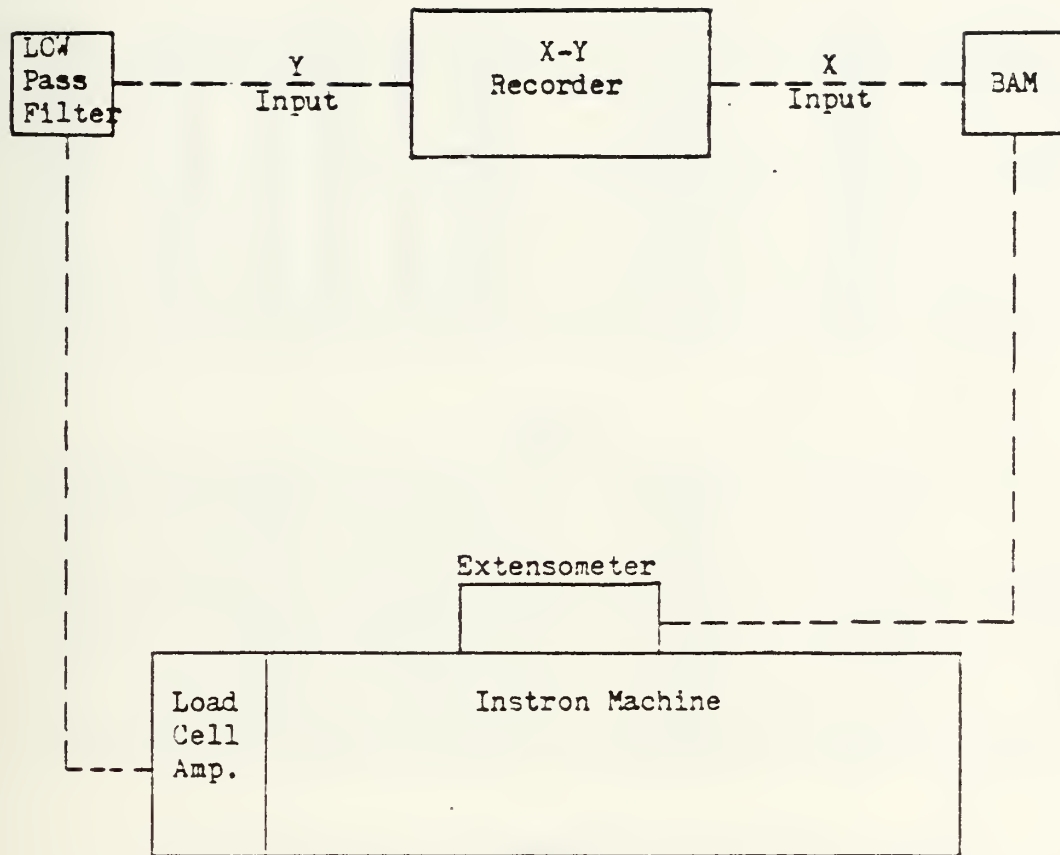 LOW
Pass
Filter
Y
Input
X-Y
Recorder
X
Input
BAM
Extensometer
Load
Cell
Amp.
Instron Machine